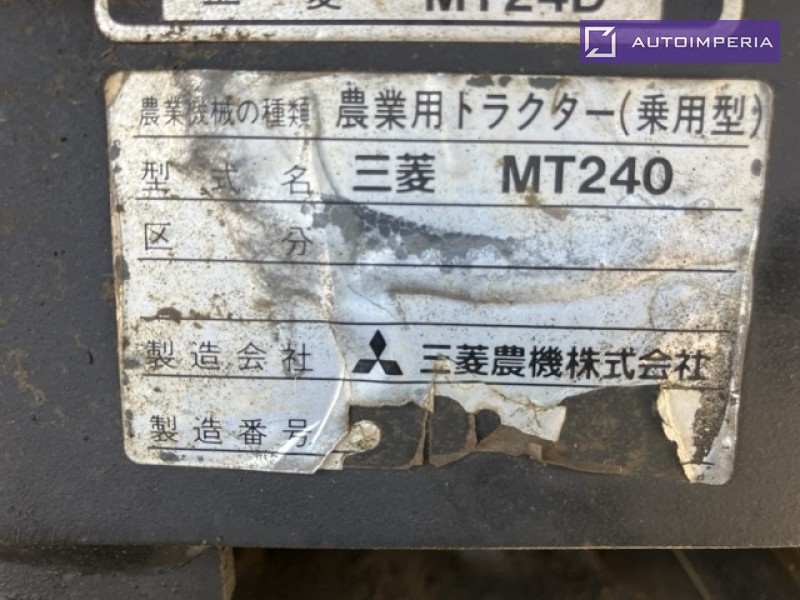 MT24D
AUTOIMPERIA
農業機械の種類 農業用トラクター(乗用型)
型式名 三菱 MT240
区分
製造会社 三菱農機株式会社
製造番号